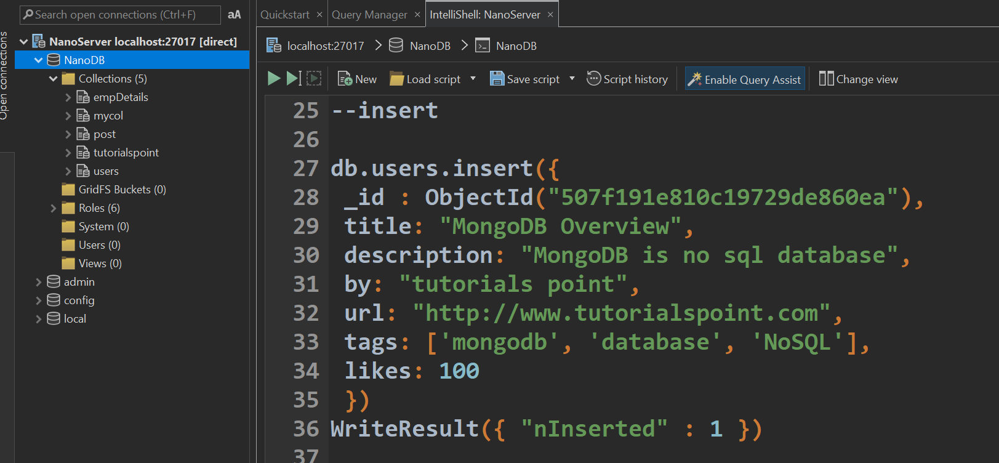 Search open connections (Ctrl+F) aA
Open connections
NanoServer localhost:27017 [direct]
NanoDB
Collections (5)
empDetails
mycol
post
tutorialspoint
users
GridFS Buckets (0)
Roles (6)
System (0)
Users (0)
Views (0)
admin
config
local
Quickstart × Query Manager × IntelliShell: NanoServer ×
localhost:27017 > NanoDB > NanoDB
New Load script Save script Script history Enable Query Assist Change view
25 --insert
26
27 db.users.insert({
28 _id : ObjectId("507f191e810c19729de860ea"),
29 title: "MongoDB Overview",
30 description: "MongoDB is no sql database",
31 by: "tutorials point",
32 url: "http://www.tutorialspoint.com",
33 tags: ['mongodb', 'database', 'NoSQL'],
34 likes: 100
35 })
36 WriteResult({ "nInserted" : 1 })
37